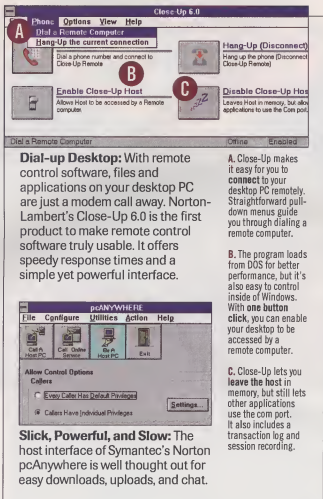 Close-Up 6.0
Phone Options View Help
A
Dial a Remote Computer
Hang-Up the current connection
Dial a phone number and connect to
Close-Up Remote
B
Hang-Up (Disconnect)
Hang up the phone (Disconnect
Close-Up Remote)
Enable Close-Up Host
Allows Host to be accessed by a Remote
computer.
C
Disable Close-Up Hos
Leaves Host in memory, but allow
applications to use the Com port.
Dial a Remote Computer Offline Enabled
Dial-up Desktop: With remote
control software, files and
applications on your desktop PC
are just a modem call away. Norton-
Lambert's Close-Up 6.0 is the first
product to make remote control
software truly usable. It offers
speedy response times and a
simple yet powerful interface.
pcANYWHERE
File Configure Utilities Action Help
Call A
Host PC
Call Online
Service
Be A
Host PC
Exit
Allow Control Options
Callers
Every Caller Has Default Privileges
Callers Have Individual Privileges
Settings...
Slick, Powerful, and Slow: The
host interface of Symantec's Norton
pcAnywhere is well thought out for
easy downloads, uploads, and chat.
A. Close-Up makes
it easy for you to
connect to your
desktop PC remotely.
Straightforward pull-
down menus guide
you through dialing a
remote computer.
B. The program loads
from DOS for better
performance, but it's
also easy to control
inside of Windows.
With one button
click, you can enable
your desktop to be
accessed by a
remote computer.
C. Close-Up lets you
leave the host in
memory, but still lets
other applications
use the com port.
It also includes a
transaction log and
session recording.